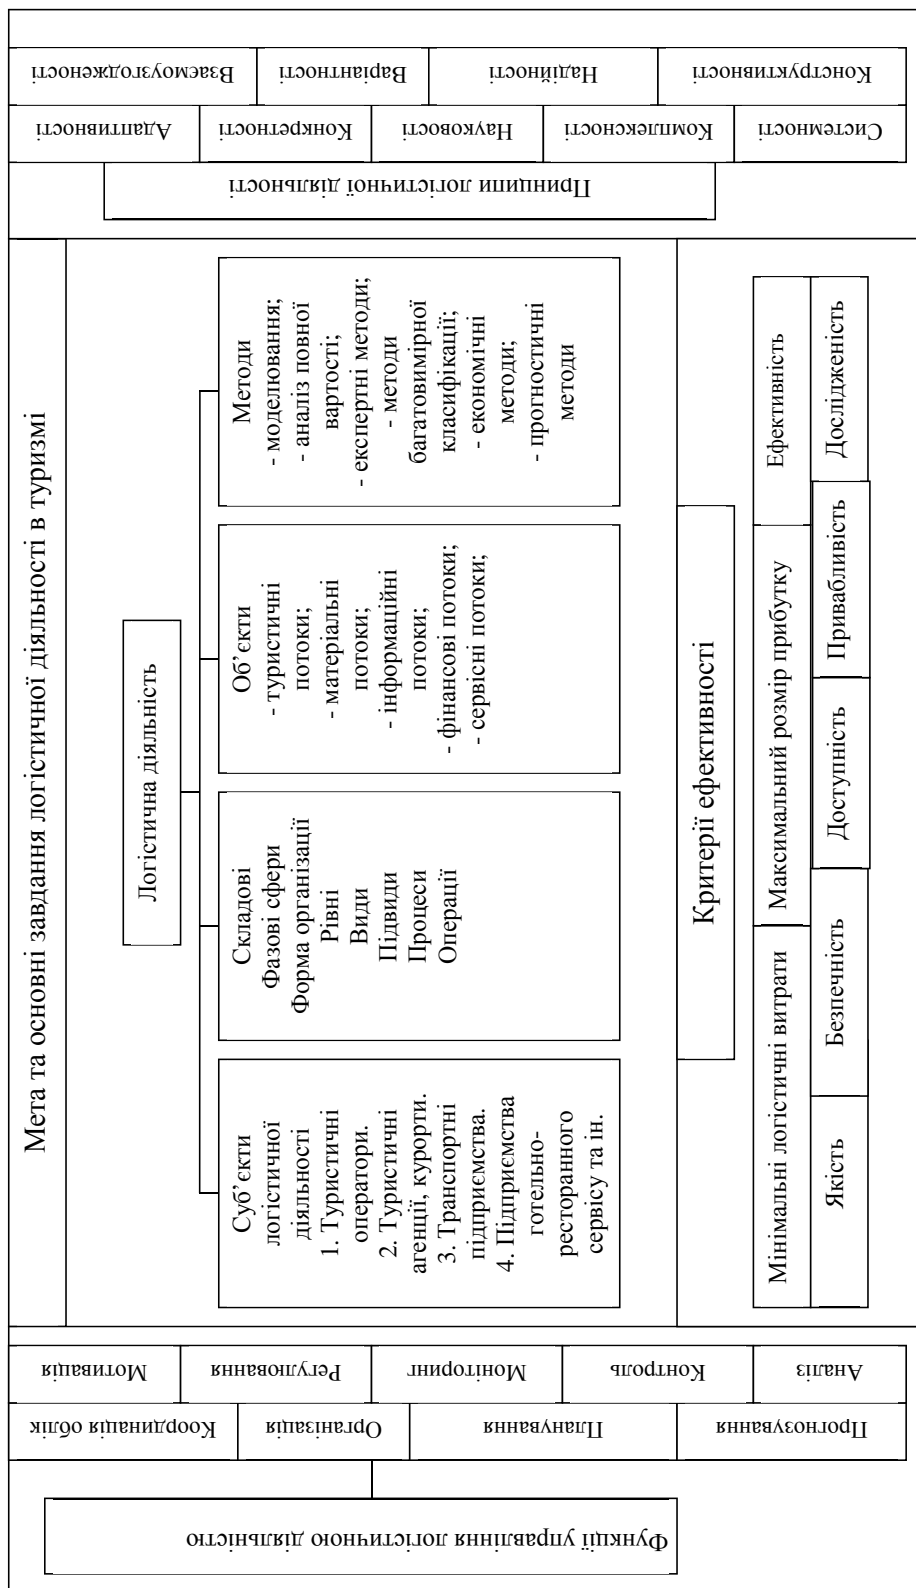 Мета та основні завдання логістичної діяльності в туризмі
Функції управління логістичною діяльністю
Прогнозування
Планування
Організація
Координація облік
Аналіз
Контроль
Моніторинг
Регулювання
Мотивація
Логістична діяльність
Суб’єкти
логістичної
діяльності
1. Туристичні
оператори.
2. Туристичні
агенції, курорти.
3. Транспортні
підприємства.
4. Підприємства
готельно-
ресторанного
сервісу та ін.
Складові
Фазові сфери
Форма організації
Рівні
Види
Підвиди
Процеси
Операції
Об’єкти
- туристичні
потоки;
- матеріальні
потоки;
- інформаційні
потоки;
- фінансові потоки;
- сервісні потоки;
Методи
- моделювання;
- аналіз повної
вартості;
- експертні методи;
- методи
багатовимірної
класифікації;
- економічні
методи;
- прогностичні
методи
Критерії ефективності
Мінімальні логістичні витрати
Максимальний розмір прибутку
Ефективність
Якість
Безпечність
Доступність
Привабливість
Дослідженість
Принципи логістичної діяльності
Системності
Комплексності
Науковості
Конкретності
Адаптивності
Конструктивності
Надійності
Варіантності
Взаємоузгодженості